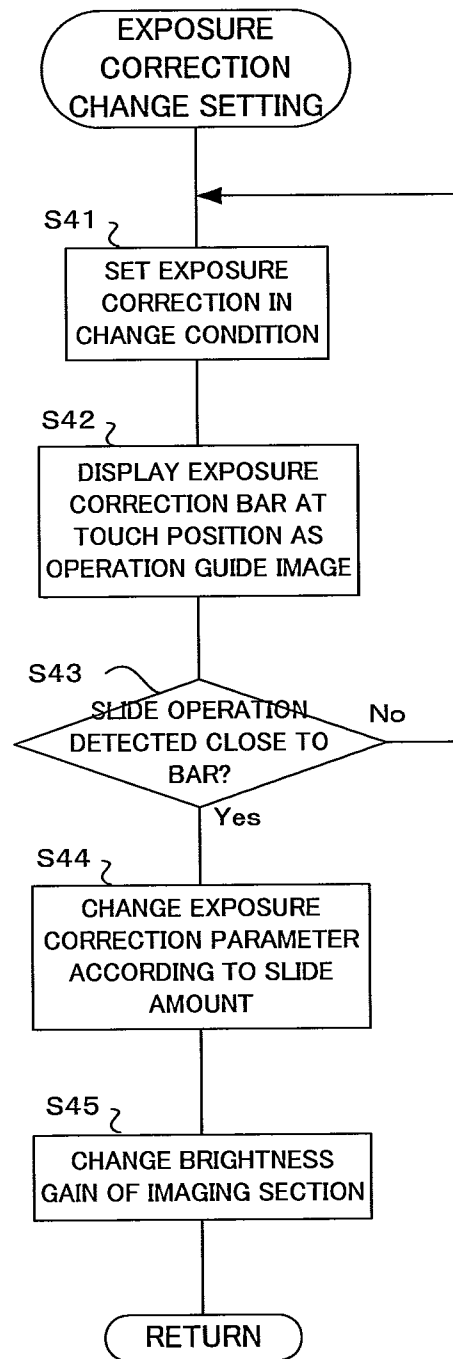 EXPOSURE
CORRECTION
CHANGE SETTING
S41
SET EXPOSURE
CORRECTION IN
CHANGE CONDITION
S42
DISPLAY EXPOSURE
CORRECTION BAR AT
TOUCH POSITION AS
OPERATION GUIDE IMAGE
S43
SLIDE OPERATION
DETECTED CLOSE TO
BAR?
No
Yes
S44
CHANGE EXPOSURE
CORRECTION PARAMETER
ACCORDING TO SLIDE
AMOUNT
S45
CHANGE BRIGHTNESS
GAIN OF IMAGING SECTION
RETURN